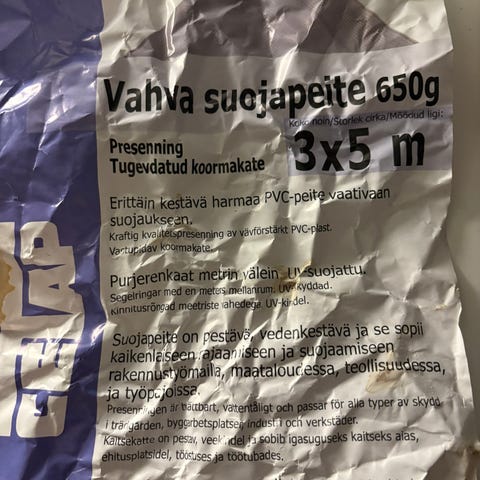 Vahva suojapeite 650g
Koko noin/Storlek cirka/Mõõdud ligi:
3x5 m
Presenning
Tugevdatud koormakate
Erittäin kestävä harmaa PVC-peite vaativaan
suojaukseen.
Kraftig kvalitetspresenning av vävförstärkt PVC-plast.
Vastupidav koormakate.
Purjerenkaat metrin välein. UV-suojattu.
Segelringar med en meters mellanrum. UV-skyddad.
Kinnitusrõngad meetriste vahedega. UV-kindel.
Suojapeite on pestävä, vedenkestävä ja se sopii
kaikenlaiseen rajaamiseen ja suojaamiseen
rakennustyömailla, maataloudessa, teollisuudessa,
ja työpajoissa.
Presenningen är tvättbart, vattentåligt och passar för alla typer av skydd
i trärgården, byggarbetsplatser, industri och verkstäder.
Kaitsekatte on pestav, veekindel ja sobib igasuguseks kaitseks aias,
ehitusplatsidel, tööstuses ja töötubades.